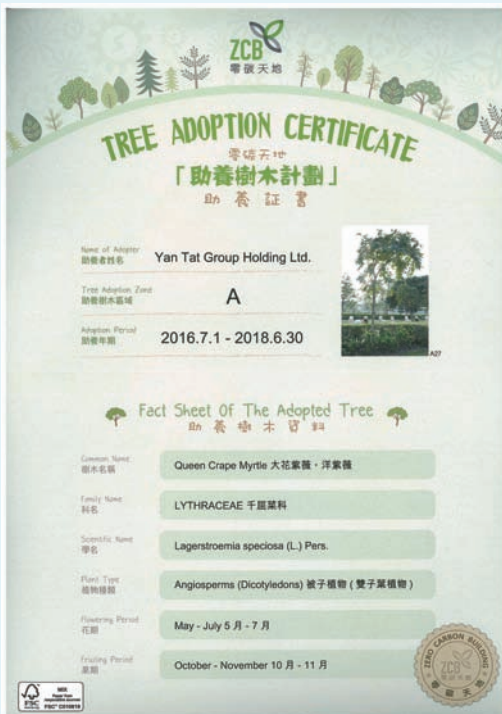 ZCB
零碳天地
TREE ADOPTION CERTIFICATE
零碳天地
「助養樹木計劃」
助養証書
Name of Adopter
助養者姓名
Yan Tat Group Holding Ltd.
Tree Adoption Zone
助養樹木區域
A
Adoption Period
助養年期
2016.7.1 - 2018.6.30
A27
Fact Sheet Of The Adopted Tree
助養樹木資料
Common Name
樹木名稱
Queen Crape Myrtle 大花紫薇，洋紫薇
Family Name
科名
LYTHRACEAE 千屈菜科
Scientific Name
學名
Lagerstroemia speciosa (L.) Pers.
Plant Type
植物種類
Angiosperms (Dicotyledons) 被子植物 ( 雙子葉植物 )
Flowering Period
花期
May - July 5 月 - 7 月
Fruiting Period
果期
October - November 10 月 - 11 月
ZERO CARBON BUILDING
ZCB
零碳天地
FSC
MIX